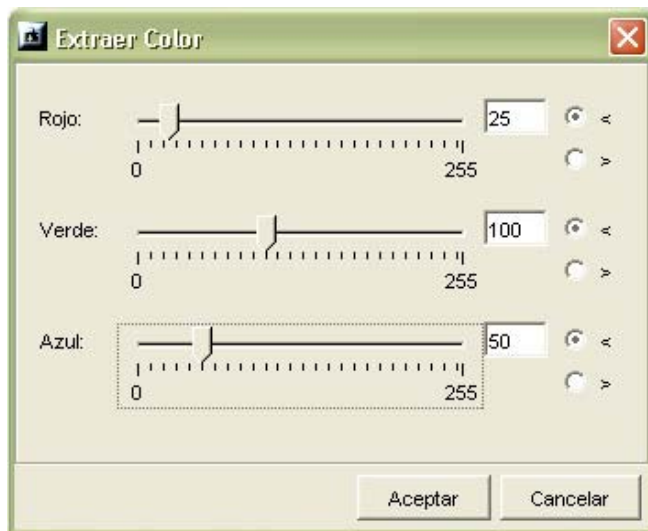 Extraer Color
Rojo: 25 <
>
0 255
Verde: 100 <
>
0 255
Azul: 50 <
>
0 255
Aceptar Cancelar